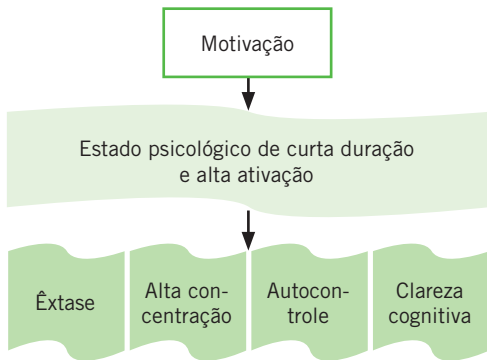 Motivação
Estado psicológico de curta duração
e alta ativação
Êxtase
Alta con-
centração
Autocon-
trole
Clareza
cognitiva